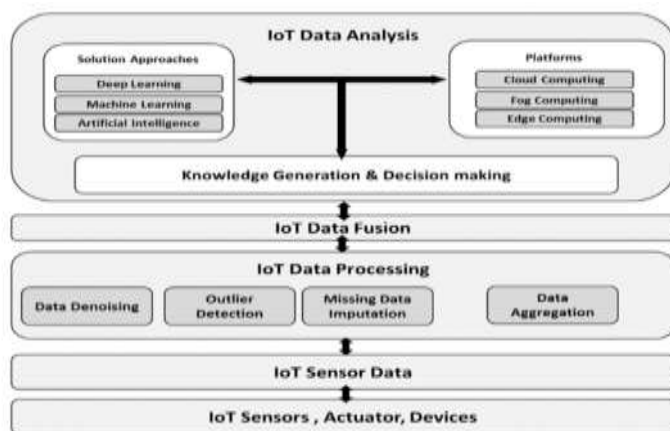 IoT Data Analysis
Solution Approaches
Deep Learning
Machine Learning
Artificial Intelligence
Platforms
Cloud Computing
Fog Computing
Edge Computing
Knowledge Generation & Decision making
IoT Data Fusion
IoT Data Processing
Data Denoising
Outlier
Detection
Missing Data
Imputation
Data
Aggregation
IoT Sensor Data
IoT Sensors , Actuator, Devices